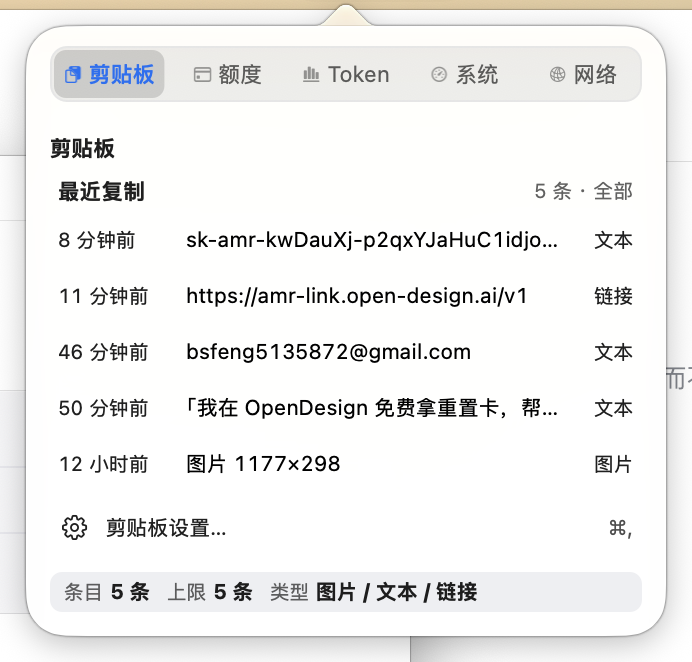 剪贴板 额度 Token 系统 网络
剪贴板
最近复制 5 条 · 全部
8 分钟前 sk-amr-kwDauXj-p2qxYJaHuC1idjo... 文本
11 分钟前 https://amr-link.open-design.ai/v1 链接
46 分钟前 bsfeng5135872@gmail.com 文本
50 分钟前 「我在 OpenDesign 免费拿重置卡，帮... 文本
12 小时前 图片 1177×298 图片
剪贴板设置... ⌘,
条目 5 条 上限 5 条 类型 图片 / 文本 / 链接